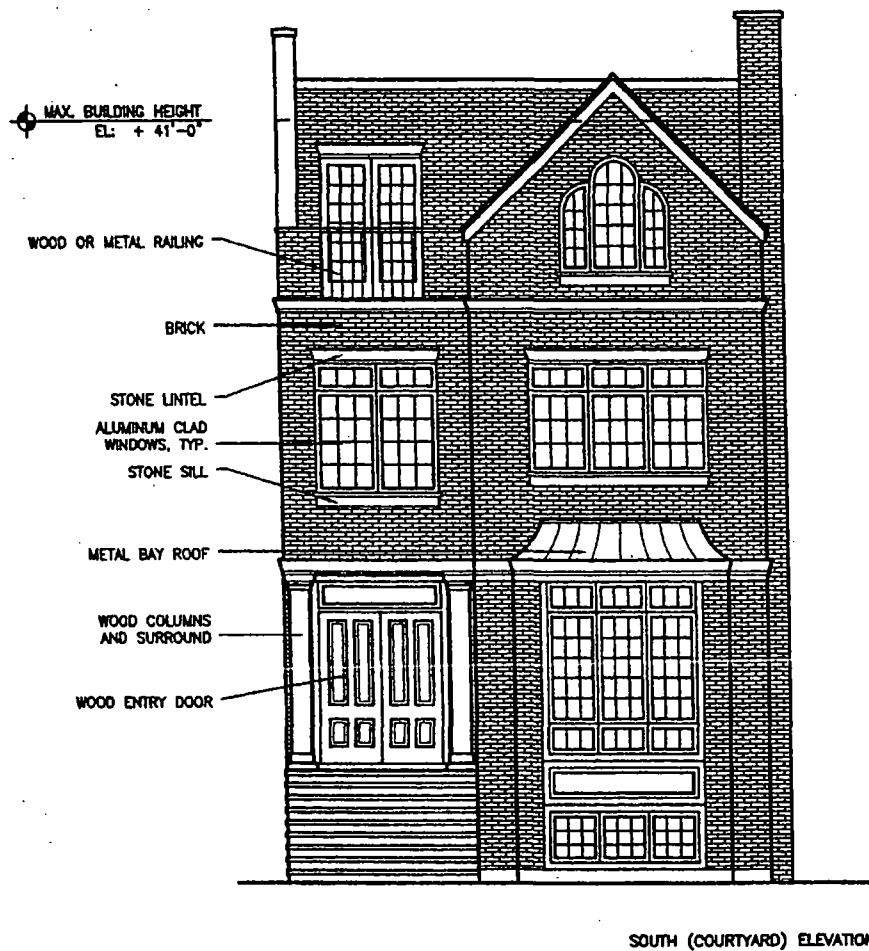 MAX. BUILDING HEIGHT
EL: + 41'-0"
WOOD OR METAL RAILING
BRICK
STONE LINTEL
ALUMINUM CLAD
WINDOWS, TYP.
STONE SILL
METAL BAY ROOF
WOOD COLUMNS
AND SURROUND
WOOD ENTRY DOOR
SOUTH (COURTYARD) ELEVATION